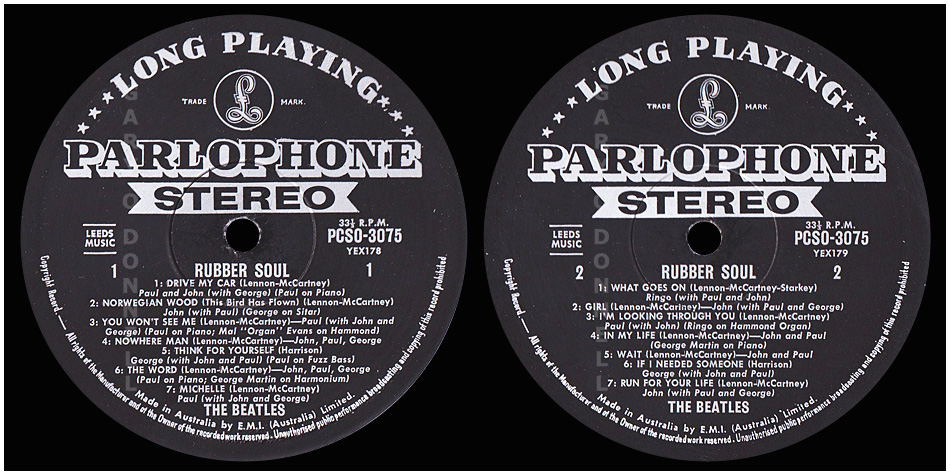 LONG PLAYING
TRADE £ MARK.
PARLOPHONE
STEREO
33⅓ R.P.M.
LEEDS MUSIC
PCSO-3075
YEX178
1 RUBBER SOUL 1
1: DRIVE MY CAR (Lennon-McCartney)
Paul and John (with George) (Paul on Piano)
2: NORWEGIAN WOOD (This Bird Has Flown) (Lennon-McCartney)
John (with Paul) (George on Sitar)
3: YOU WON'T SEE ME (Lennon-McCartney)—Paul (with John and
George) (Paul on Piano; Mal "Organ" Evans on Hammond)
4: NOWHERE MAN (Lennon-McCartney)—John, Paul, George
5: THINK FOR YOURSELF (Harrison)
George (with John and Paul) (Paul on Fuzz Bass)
6: THE WORD (Lennon-McCartney)—John, Paul, George
(Paul on Piano; George Martin on Harmonium)
7: MICHELLE (Lennon-McCartney)
Paul (with John and George)
THE BEATLES
Made in Australia by E.M.I. (Australia) Limited.
Copyright Record.— All rights of the Manufacturer and of the Owner of the recorded work reserved. Unauthorised public performance broadcasting and copying of this record prohibited
LONG PLAYING
TRADE £ MARK.
PARLOPHONE
STEREO
33⅓ R.P.M.
LEEDS MUSIC
PCSO-3075
YEX179
2 RUBBER SOUL 2
1: WHAT GOES ON (Lennon-McCartney-Starkey)
Ringo (with Paul and John)
2: GIRL (Lennon-McCartney)—John (with Paul and George)
3: I'M LOOKING THROUGH YOU (Lennon-McCartney)
Paul (with John) (Ringo on Hammond Organ)
4: IN MY LIFE (Lennon-McCartney)—John and Paul
(George Martin on Piano)
5: WAIT (Lennon-McCartney)—John and Paul
6: IF I NEEDED SOMEONE (Harrison)
George (with John and Paul)
7: RUN FOR YOUR LIFE (Lennon-McCartney)
John (with Paul and George)
THE BEATLES
Made in Australia by E.M.I. (Australia) Limited.
Copyright Record.— All rights of the Manufacturer and of the Owner of the recorded work reserved. Unauthorised public performance broadcasting and copying of this record prohibited